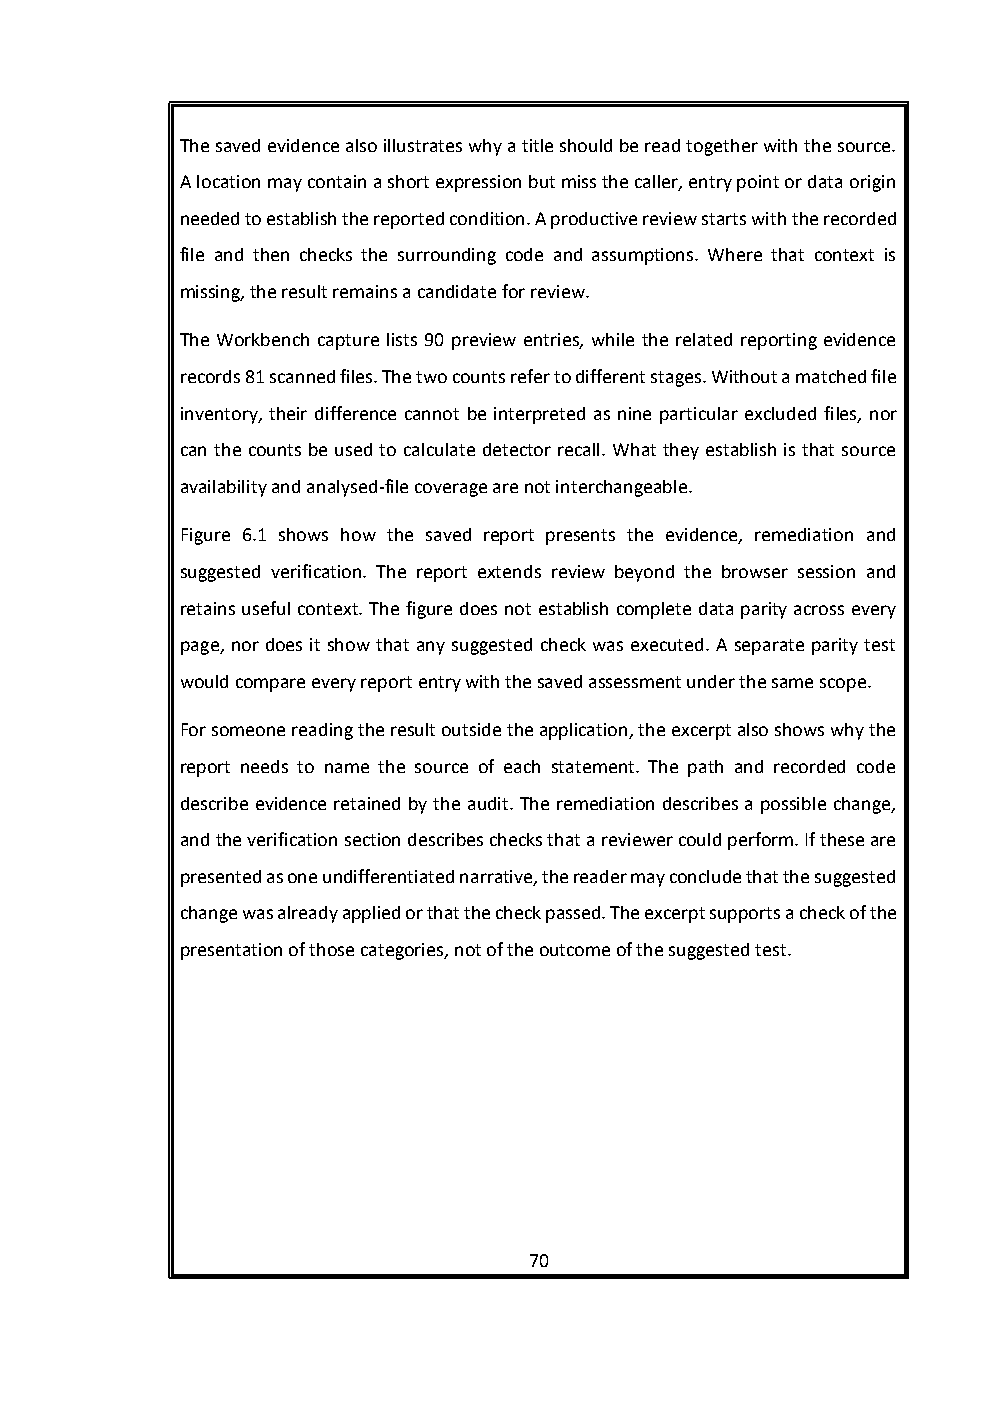 The saved evidence also illustrates why a title should be read together with the source.
A location may contain a short expression but miss the caller, entry point or data origin
needed to establish the reported condition. A productive review starts with the recorded
file and then checks the surrounding code and assumptions. Where that context is
missing, the result remains a candidate for review.
The Workbench capture lists 90 preview entries, while the related reporting evidence
records 81 scanned files. The two counts refer to different stages. Without a matched file
inventory, their difference cannot be interpreted as nine particular excluded files, nor
can the counts be used to calculate detector recall. What they establish is that source
availability and analysed-file coverage are not interchangeable.
Figure 6.1 shows how the saved report presents the evidence, remediation and
suggested verification. The report extends review beyond the browser session and
retains useful context. The figure does not establish complete data parity across every
page, nor does it show that any suggested check was executed. A separate parity test
would compare every report entry with the saved assessment under the same scope.
For someone reading the result outside the application, the excerpt also shows why the
report needs to name the source of each statement. The path and recorded code
describe evidence retained by the audit. The remediation describes a possible change,
and the verification section describes checks that a reviewer could perform. If these are
presented as one undifferentiated narrative, the reader may conclude that the suggested
change was already applied or that the check passed. The excerpt supports a check of the
presentation of those categories, not of the outcome of the suggested test.
70